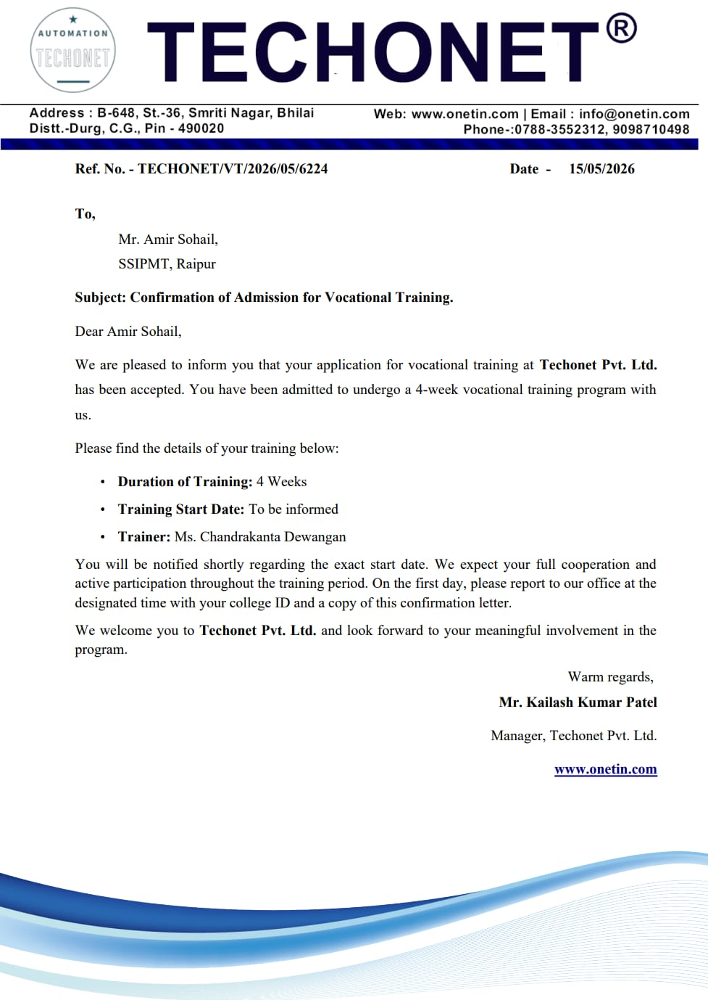 AUTOMATION
TECHONET
TECHONET®
Address : B-648, St.-36, Smriti Nagar, Bhilai
Distt.-Durg, C.G., Pin - 490020
Web: www.onetin.com | Email : info@onetin.com
Phone-:0788-3552312, 9098710498
Ref. No. - TECHONET/VT/2026/05/6224 Date - 15/05/2026
To,
Mr. Amir Sohail,
SSIPMT, Raipur
Subject: Confirmation of Admission for Vocational Training.
Dear Amir Sohail,
We are pleased to inform you that your application for vocational training at Techonet Pvt. Ltd.
has been accepted. You have been admitted to undergo a 4-week vocational training program with
us.
Please find the details of your training below:
• Duration of Training: 4 Weeks
• Training Start Date: To be informed
• Trainer: Ms. Chandrakanta Dewangan
You will be notified shortly regarding the exact start date. We expect your full cooperation and
active participation throughout the training period. On the first day, please report to our office at the
designated time with your college ID and a copy of this confirmation letter.
We welcome you to Techonet Pvt. Ltd. and look forward to your meaningful involvement in the
program.
Warm regards,
Mr. Kailash Kumar Patel
Manager, Techonet Pvt. Ltd.
www.onetin.com